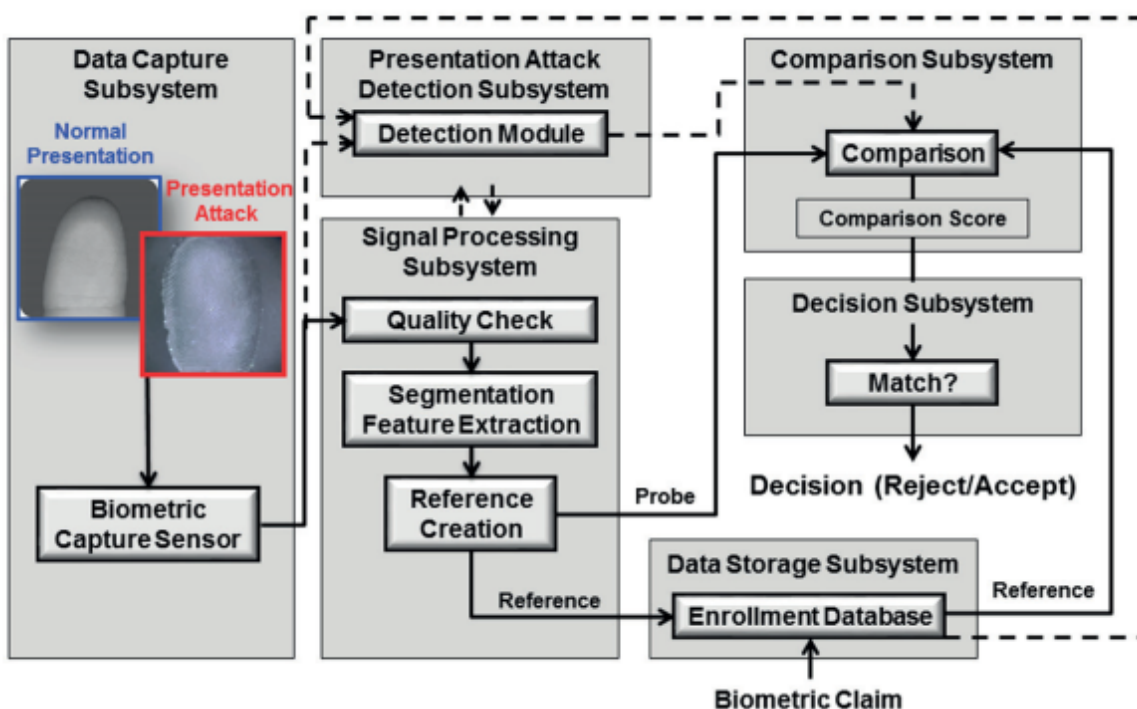 Data Capture
Subsystem
Normal
Presentation
Presentation
Attack
Biometric
Capture Sensor
Presentation Attack
Detection Subsystem
Detection Module
Signal Processing
Subsystem
Quality Check
Segmentation
Feature Extraction
Reference
Creation
Probe
Reference
Comparison Subsystem
Comparison
Comparison Score
Decision Subsystem
Match?
Decision (Reject/Accept)
Data Storage Subsystem
Enrollment Database
Reference
Biometric Claim